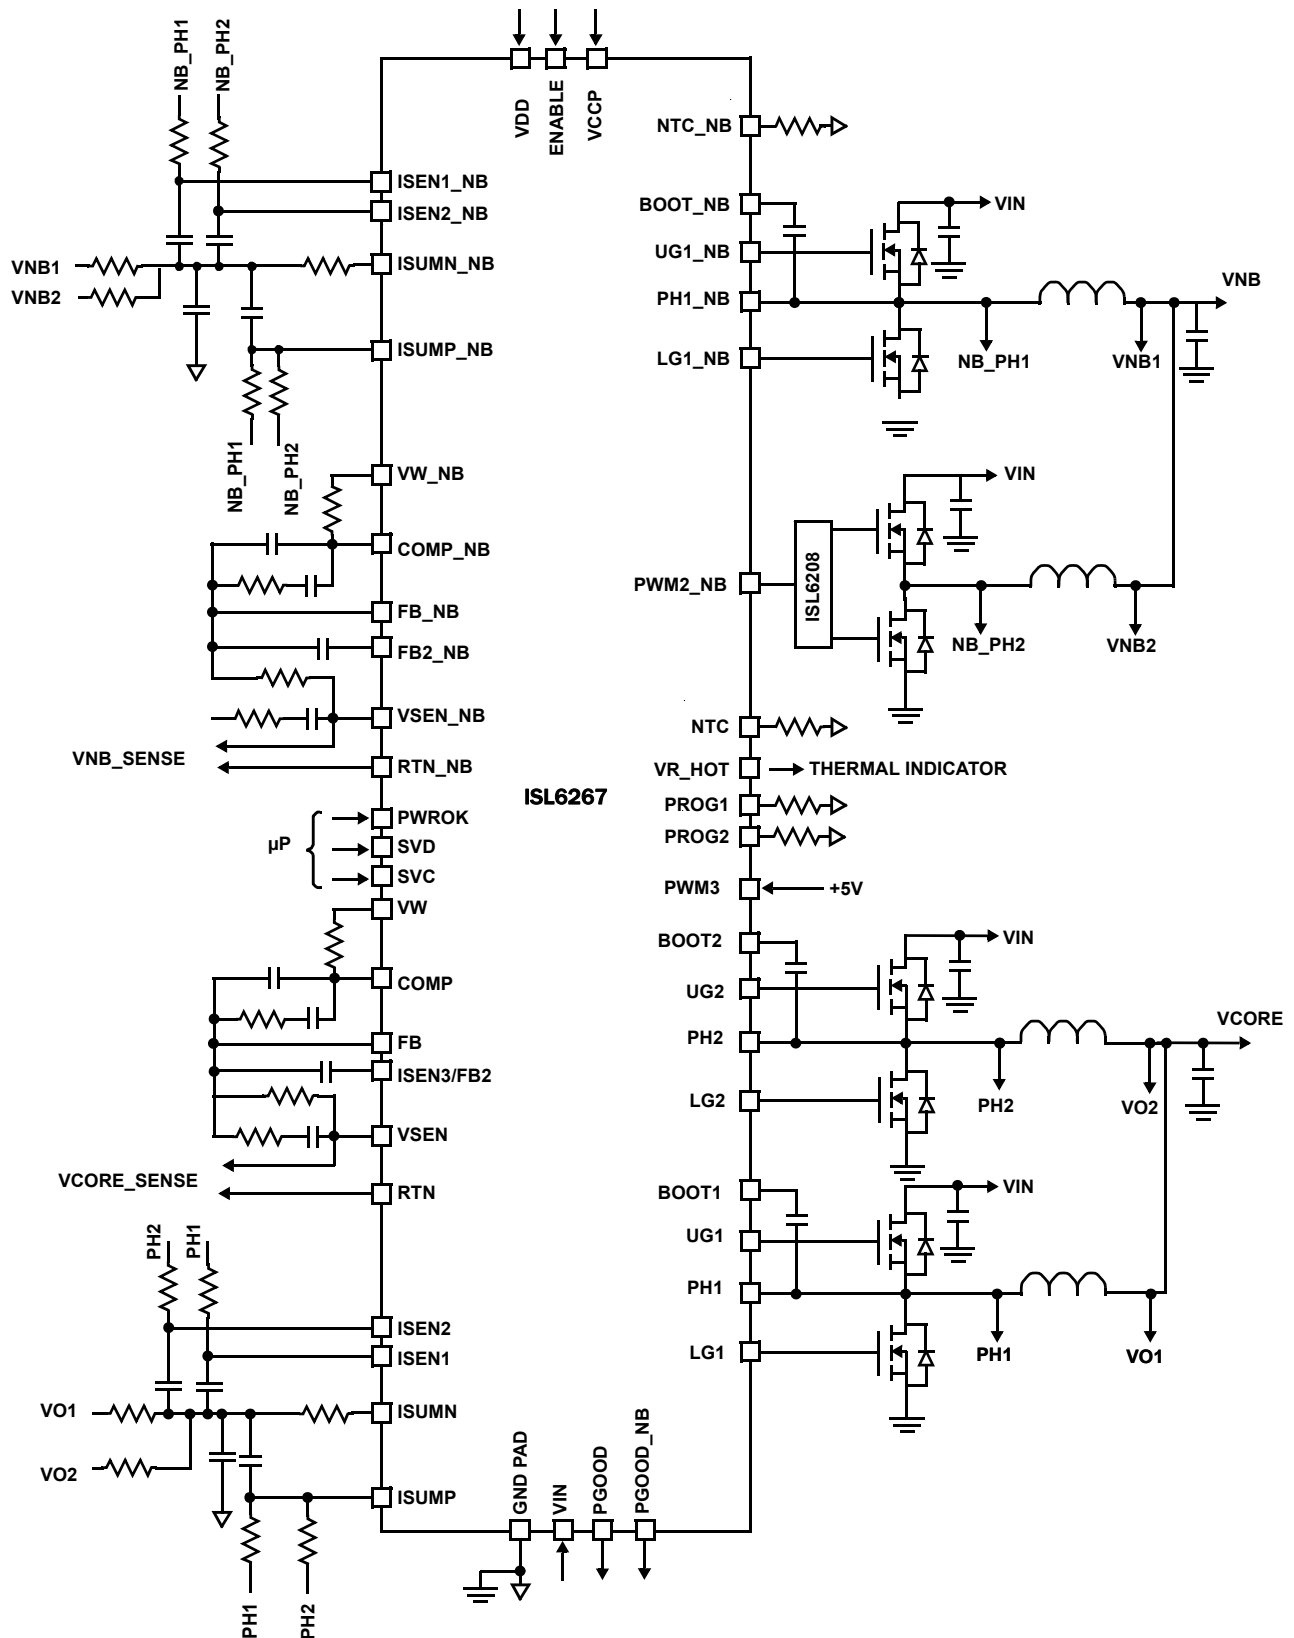 NB_PH1
NB_PH2
VDD
ENABLE
VCCP
NTC_NB
ISEN1_NB
ISEN2_NB
BOOT_NB
VIN
UG1_NB
VNB1
VNB2
ISUMN_NB
PH1_NB
VNB
ISUMP_NB
LG1_NB
NB_PH1
VNB1
NB_PH1
NB_PH2
VW_NB
VIN
COMP_NB
PWM2_NB
ISL6208
FB_NB
FB2_NB
NB_PH2
VNB2
VSEN_NB
NTC
VNB_SENSE
RTN_NB
VR_HOT
THERMAL INDICATOR
ISL6267
PROG1
PWROK
PROG2
µP
SVD
SVC
PWM3
+5V
VW
BOOT2
VIN
COMP
UG2
FB
PH2
VCORE
ISEN3/FB2
LG2
PH2
VO2
VSEN
VCORE_SENSE
RTN
BOOT1
VIN
PH2
PH1
UG1
PH1
ISEN2
ISEN1
LG1
PH1
VO1
VO1
ISUMN
VO2
ISUMP
GND PAD
VIN
PGOOD
PGOOD_NB
PH1
PH2